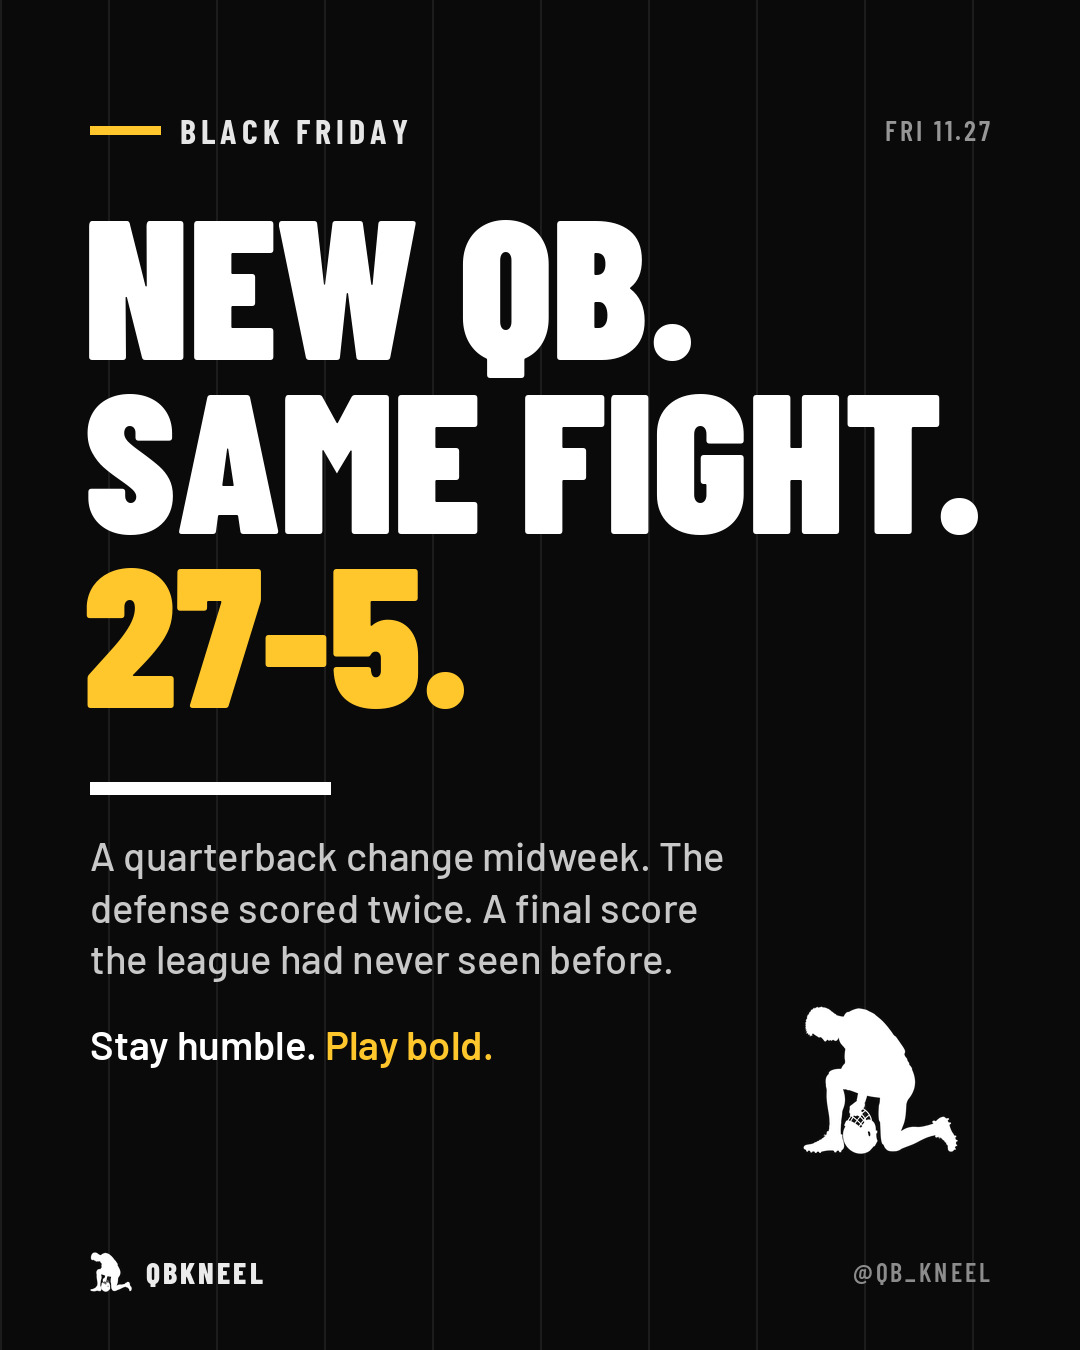 BLACK FRIDAY
FRI 11.27
NEW QB.
SAME FIGHT.
27-5.
A quarterback change midweek. The
defense scored twice. A final score
the league had never seen before.
Stay humble. Play bold.
QBKNEEL
@QB_KNEEL